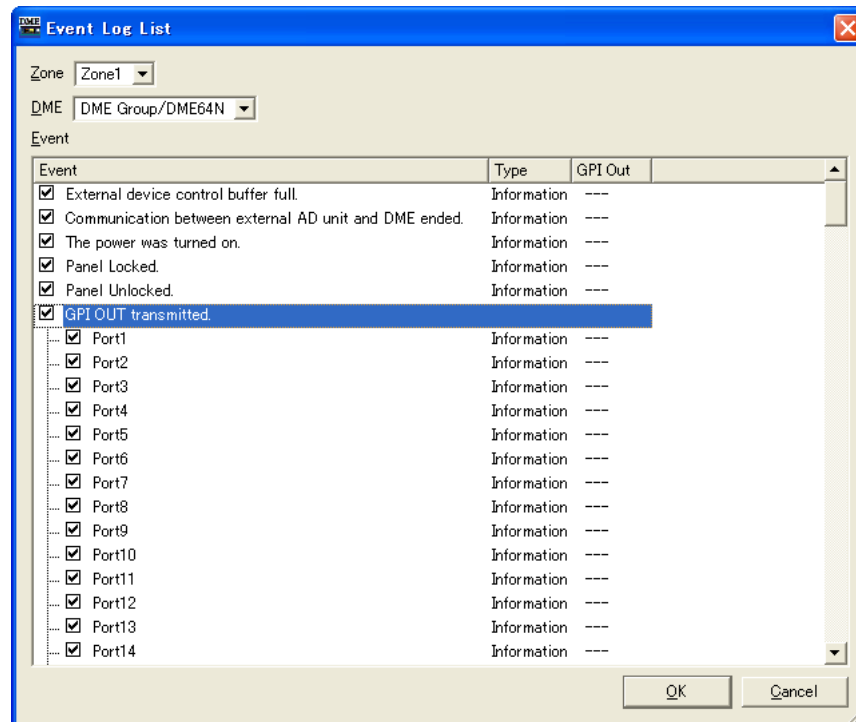 DME Event Log List
Zone Zone1
DME DME Group/DME64N
Event
Event Type GPI Out
External device control buffer full. Information ---
Communication between external AD unit and DME ended. Information ---
The power was turned on. Information ---
Panel Locked. Information ---
Panel Unlocked. Information ---
GPI OUT transmitted.
Port1 Information ---
Port2 Information ---
Port3 Information ---
Port4 Information ---
Port5 Information ---
Port6 Information ---
Port7 Information ---
Port8 Information ---
Port9 Information ---
Port10 Information ---
Port11 Information ---
Port12 Information ---
Port13 Information ---
Port14 Information ---
OK Cancel